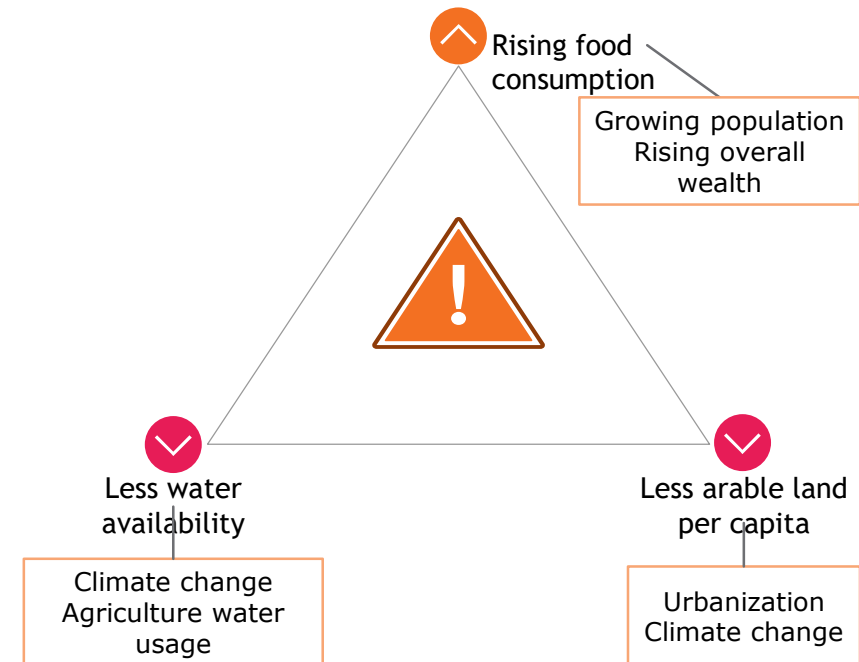 Rising food
consumption
Growing population
Rising overall
wealth
!
Less water
availability
Less arable land
per capita
Climate change
Agriculture water
usage
Urbanization
Climate change